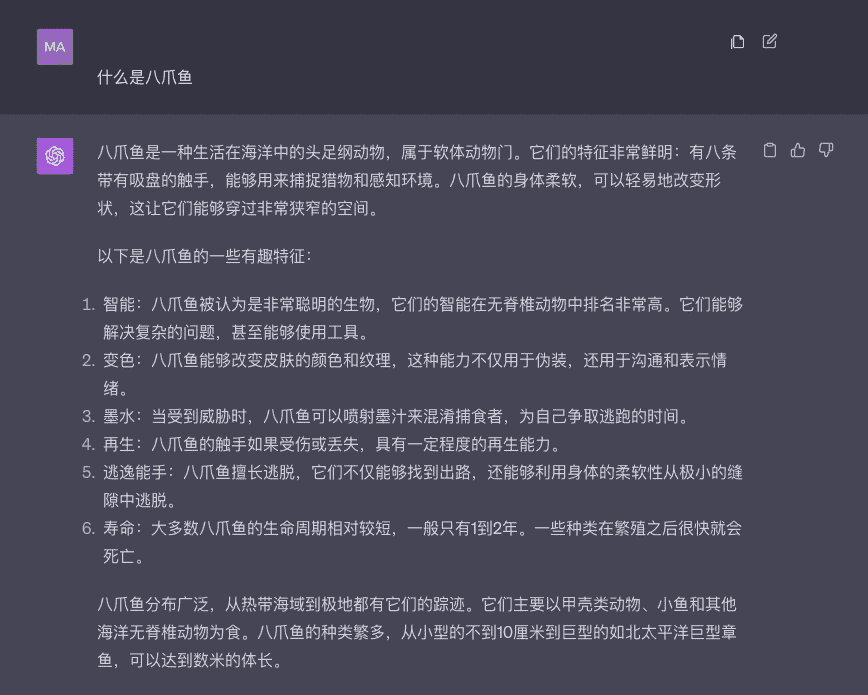 MA
什么是八爪鱼
八爪鱼是一种生活在海洋中的头足纲动物，属于软体动物门。它们的特征非常鲜明：有八条
带有吸盘的触手，能够用来捕捉猎物和感知环境。八爪鱼的身体柔软，可以轻易地改变形
状，这让它们能够穿过非常狭窄的空间。
以下是八爪鱼的一些有趣特征：
1. 智能：八爪鱼被认为是非常聪明的生物，它们的智能在无脊椎动物中排名非常高。它们能够
解决复杂的问题，甚至能够使用工具。
2. 变色：八爪鱼能够改变皮肤的颜色和纹理，这种能力不仅用于伪装，还用于沟通和表示情
绪。
3. 墨水：当受到威胁时，八爪鱼可以喷射墨汁来混淆捕食者，为自己争取逃跑的时间。
4. 再生：八爪鱼的触手如果受伤或丢失，具有一定程度的再生能力。
5. 逃逸能手：八爪鱼擅长逃脱，它们不仅能够找到出路，还能够利用身体的柔软性从极小的缝
隙中逃脱。
6. 寿命：大多数八爪鱼的生命周期相对较短，一般只有1到2年。一些种类在繁殖之后很快就会
死亡。
八爪鱼分布广泛，从热带海域到极地都有它们的踪迹。它们主要以甲壳类动物、小鱼和其他
海洋无脊椎动物为食。八爪鱼的种类繁多，从小型的不到10厘米到巨型的如北太平洋巨型章
鱼，可以达到数米的体长。